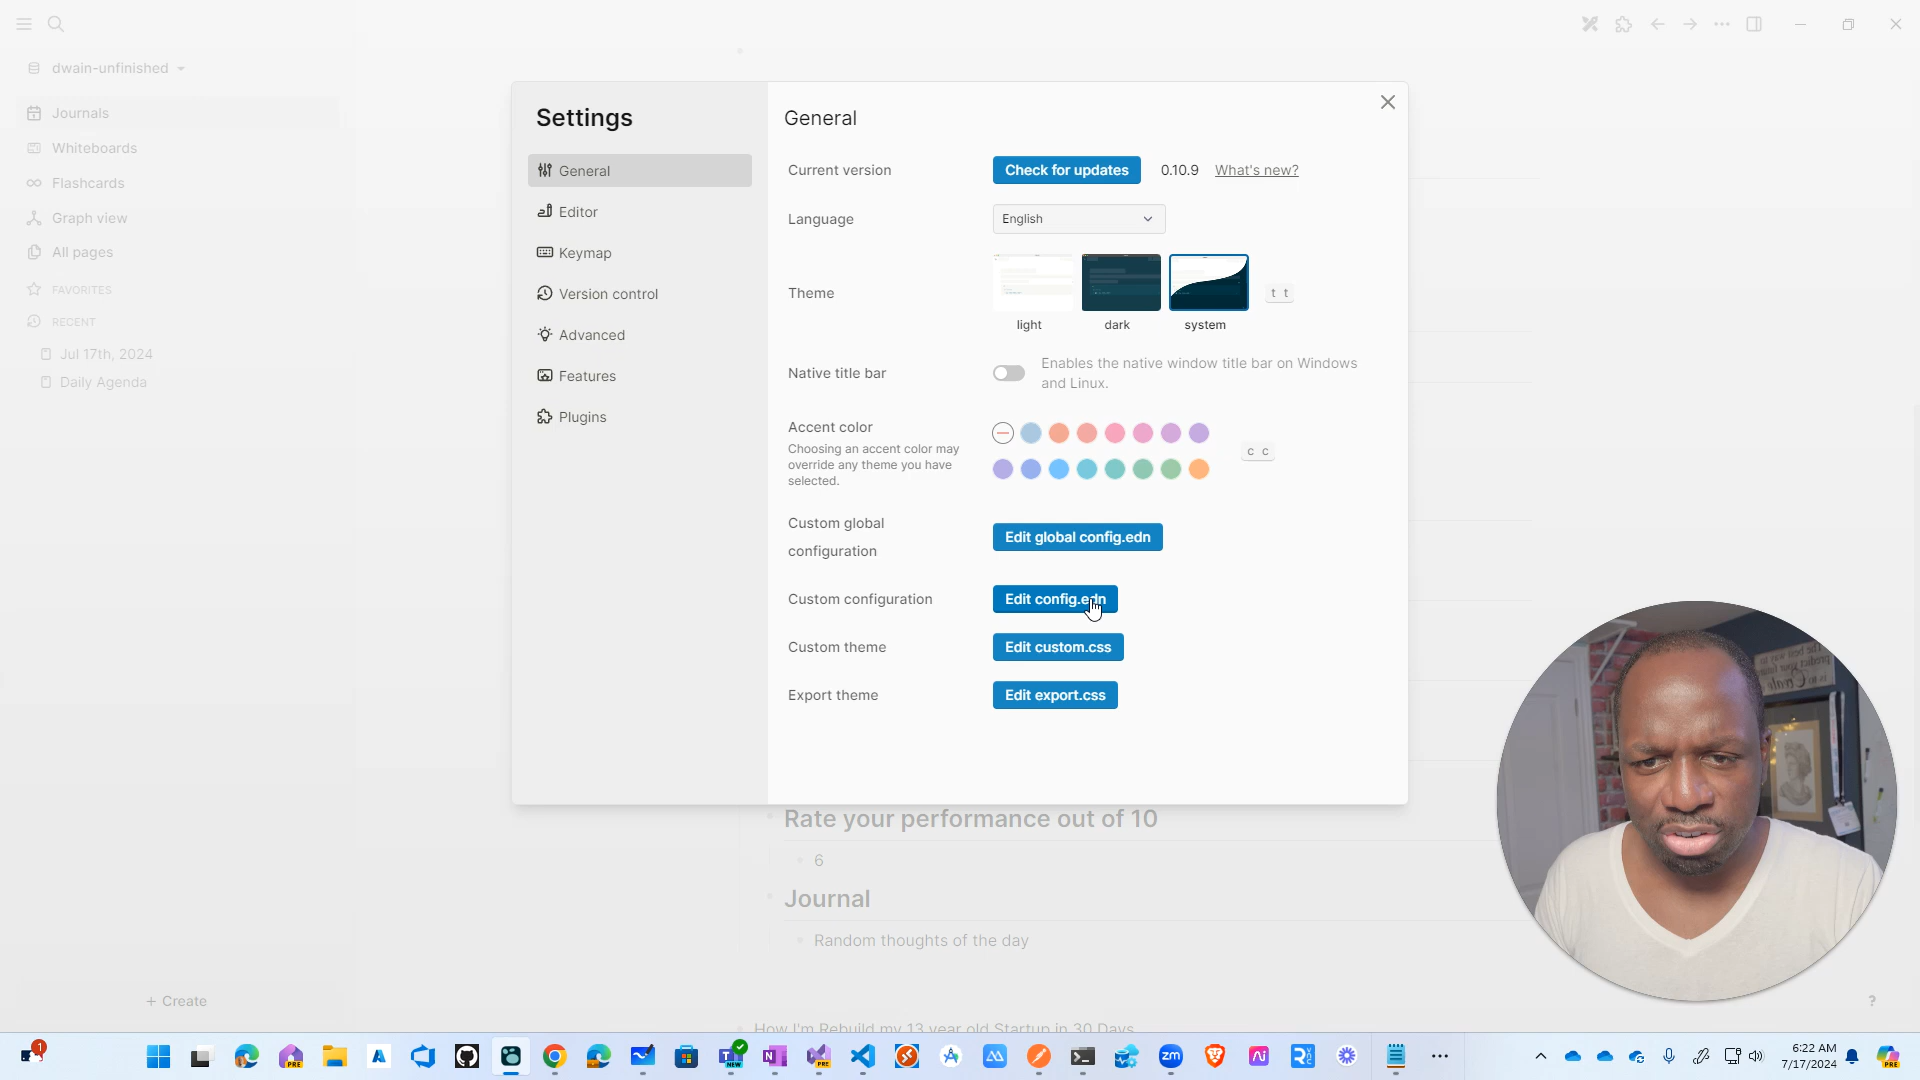 dwain-unfinished
Journals
Whiteboards
Flashcards
Graph view
All pages
FAVORITES
RECENT
Jul 17th, 2024
Daily Agenda
+ Create
Settings
General
Editor
Keymap
Version control
Advanced
Features
Plugins
General
Current version
Check for updates
0.10.9
What's new?
Language
English
Theme
light
dark
system
t t
Native title bar
Enables the native window title bar on Windows
and Linux.
Accent color
Choosing an accent color may
override any theme you have
selected.
c c
Custom global
configuration
Edit global config.edn
Custom configuration
Edit config.edn
Custom theme
Edit custom.css
Export theme
Edit export.css
Rate your performance out of 10
6
Journal
Random thoughts of the day
How I'm Rebuild my 13 year old Startup in 30 Days
?
1
PRE
NEW
PRE
6:22 AM
7/17/2024
PRE